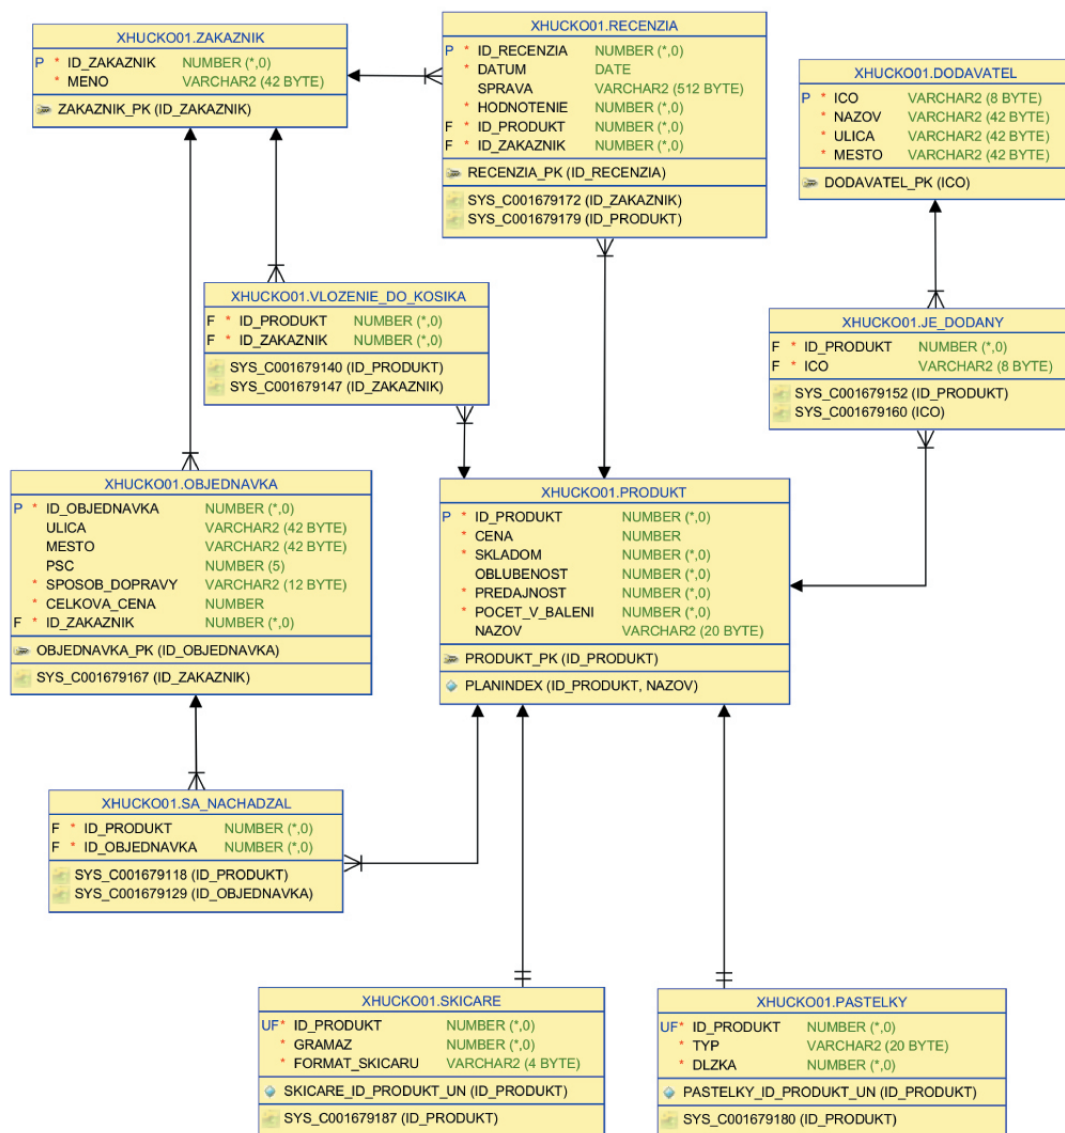 XHUCKO01.ZAKAZNIK
P * ID_ZAKAZNIK NUMBER (*,0)
* MENO VARCHAR2 (42 BYTE)
ZAKAZNIK_PK (ID_ZAKAZNIK)
XHUCKO01.RECENZIA
P * ID_RECENZIA NUMBER (*,0)
* DATUM DATE
SPRAVA VARCHAR2 (512 BYTE)
* HODNOTENIE NUMBER (*,0)
F * ID_PRODUKT NUMBER (*,0)
F * ID_ZAKAZNIK NUMBER (*,0)
RECENZIA_PK (ID_RECENZIA)
SYS_C001679172 (ID_ZAKAZNIK)
SYS_C001679179 (ID_PRODUKT)
XHUCKO01.DODAVATEL
P * ICO VARCHAR2 (8 BYTE)
* NAZOV VARCHAR2 (42 BYTE)
* ULICA VARCHAR2 (42 BYTE)
* MESTO VARCHAR2 (42 BYTE)
DODAVATEL_PK (ICO)
XHUCKO01.VLOZENIE_DO_KOSIKA
F * ID_PRODUKT NUMBER (*,0)
F * ID_ZAKAZNIK NUMBER (*,0)
SYS_C001679140 (ID_PRODUKT)
SYS_C001679147 (ID_ZAKAZNIK)
XHUCKO01.JE_DODANY
F * ID_PRODUKT NUMBER (*,0)
F * ICO VARCHAR2 (8 BYTE)
SYS_C001679152 (ID_PRODUKT)
SYS_C001679160 (ICO)
XHUCKO01.OBJEDNAVKA
P * ID_OBJEDNAVKA NUMBER (*,0)
ULICA VARCHAR2 (42 BYTE)
MESTO VARCHAR2 (42 BYTE)
PSC NUMBER (5)
* SPOSOB_DOPRAVY VARCHAR2 (12 BYTE)
* CELKOVA_CENA NUMBER
F * ID_ZAKAZNIK NUMBER (*,0)
OBJEDNAVKA_PK (ID_OBJEDNAVKA)
SYS_C001679167 (ID_ZAKAZNIK)
XHUCKO01.PRODUKT
P * ID_PRODUKT NUMBER (*,0)
* CENA NUMBER
* SKLADOM NUMBER (*,0)
OBLUBENOST NUMBER (*,0)
* PREDAJNOST NUMBER (*,0)
* POCET_V_BALENI NUMBER (*,0)
NAZOV VARCHAR2 (20 BYTE)
PRODUKT_PK (ID_PRODUKT)
PLANINDEX (ID_PRODUKT, NAZOV)
XHUCKO01.SA_NACHADZAL
F * ID_PRODUKT NUMBER (*,0)
F * ID_OBJEDNAVKA NUMBER (*,0)
SYS_C001679118 (ID_PRODUKT)
SYS_C001679129 (ID_OBJEDNAVKA)
XHUCKO01.SKICARE
UF * ID_PRODUKT NUMBER (*,0)
* GRAMAZ NUMBER (*,0)
* FORMAT_SKICARU VARCHAR2 (4 BYTE)
SKICARE_ID_PRODUKT_UN (ID_PRODUKT)
SYS_C001679187 (ID_PRODUKT)
XHUCKO01.PASTELKY
UF * ID_PRODUKT NUMBER (*,0)
* TYP VARCHAR2 (20 BYTE)
* DLZKA NUMBER (*,0)
PASTELKY_ID_PRODUKT_UN (ID_PRODUKT)
SYS_C001679180 (ID_PRODUKT)